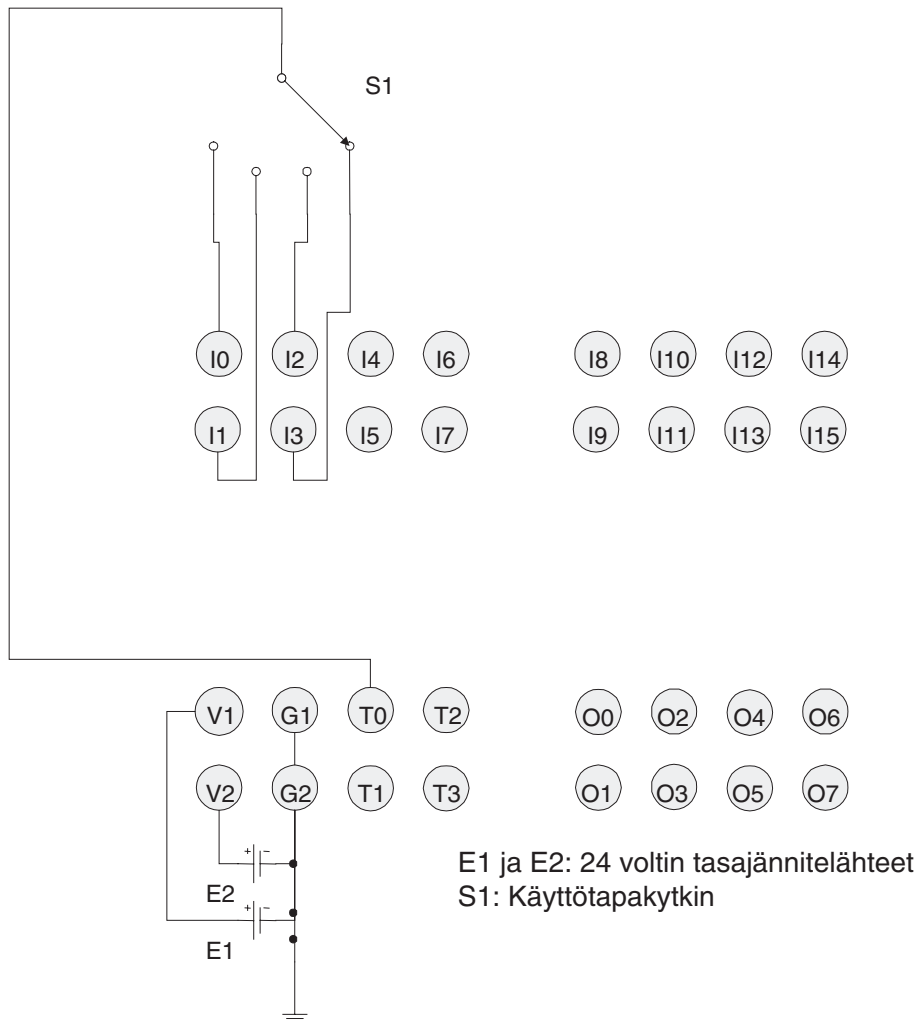 S1
I0 I2 I4 I6 I8 I10 I12 I14
I1 I3 I5 I7 I9 I11 I13 I15
V1 G1 T0 T2 O0 O2 O4 O6
V2 G2 T1 T3 O1 O3 O5 O7
+ −
E2
+ −
E1
E1 ja E2: 24 voltin tasajännitelähteet
S1: Käyttötapakytkin